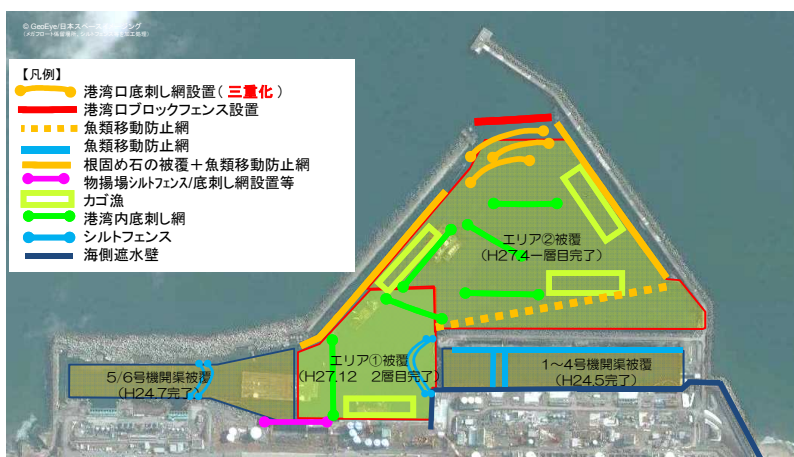 © GeoEye/日本スペースイメージング
【凡例】
港湾口底刺し網設置( 三重化 )
港湾口ブロックフェンス設置
魚類移動防止網
魚類移動防止網
根固め石の被覆+魚類移動防止網
物揚場シルトフェンス/底刺し網設置等
カゴ漁
港湾内底刺し網
シルトフェンス
海側遮水壁
エリア②被覆
(H27.4一層目完了)
エリア①被覆
(H27.12 2層目完了)
5/6号機開渠被覆
(H24.7完了)
1~4号機開渠被覆
(H24.5完了)